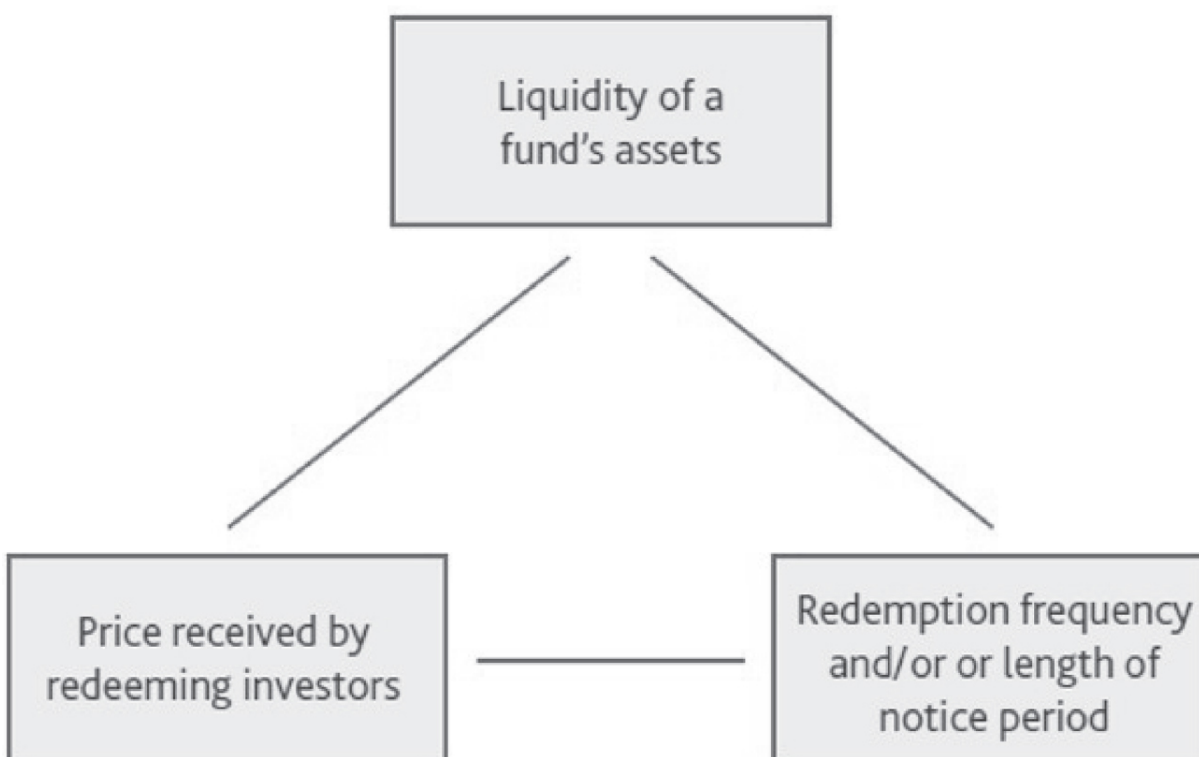 Liquidity of a
fund’s assets
Price received by
redeeming investors
Redemption frequency
and/or or length of
notice period